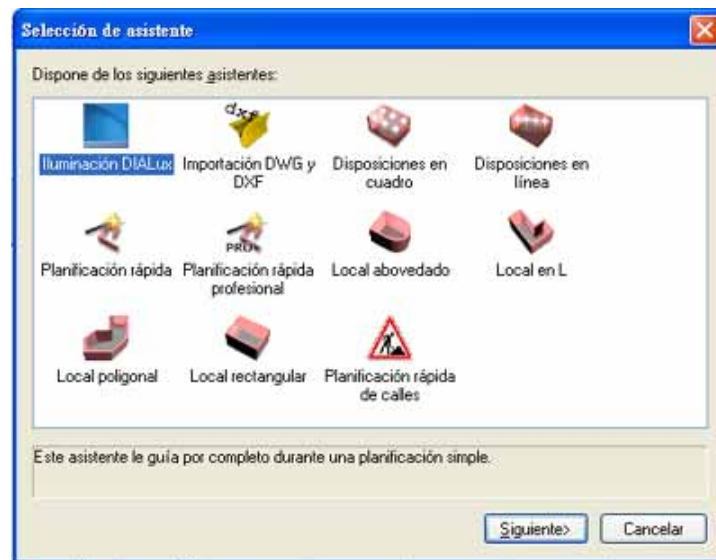 Selección de asistente
Dispone de los siguientes asistentes:
dxf
Iluminación DIALux
Importación DWG y
DXF
Disposiciones en
cuadro
Disposiciones en
línea
PRO
Planificación rápida
Planificación rápida
profesional
Local abovedado
Local en L
Local poligonal
Local rectangular
Planificación rápida
de calles
Este asistente le guía por completo durante una planificación simple.
Siguiente>
Cancelar